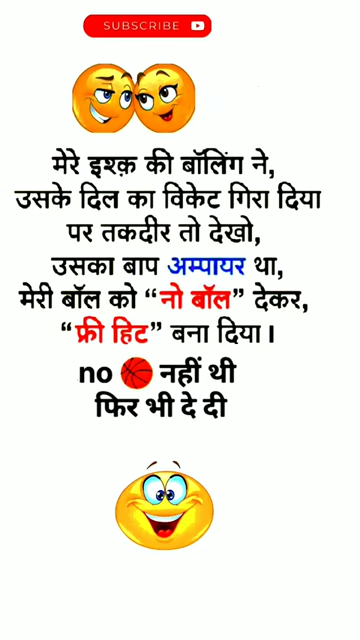 SUBSCRIBE
मेरे इश्क़ की बॉलिंग ने,
उसके दिल का विकेट गिरा दिया
पर तकदीर तो देखो,
उसका बाप अम्पायर था,
मेरी बॉल को “नो बॉल” देकर,
“फ्री हिट” बना दिया।
no 🏀 नहीं थी
फिर भी दे दी